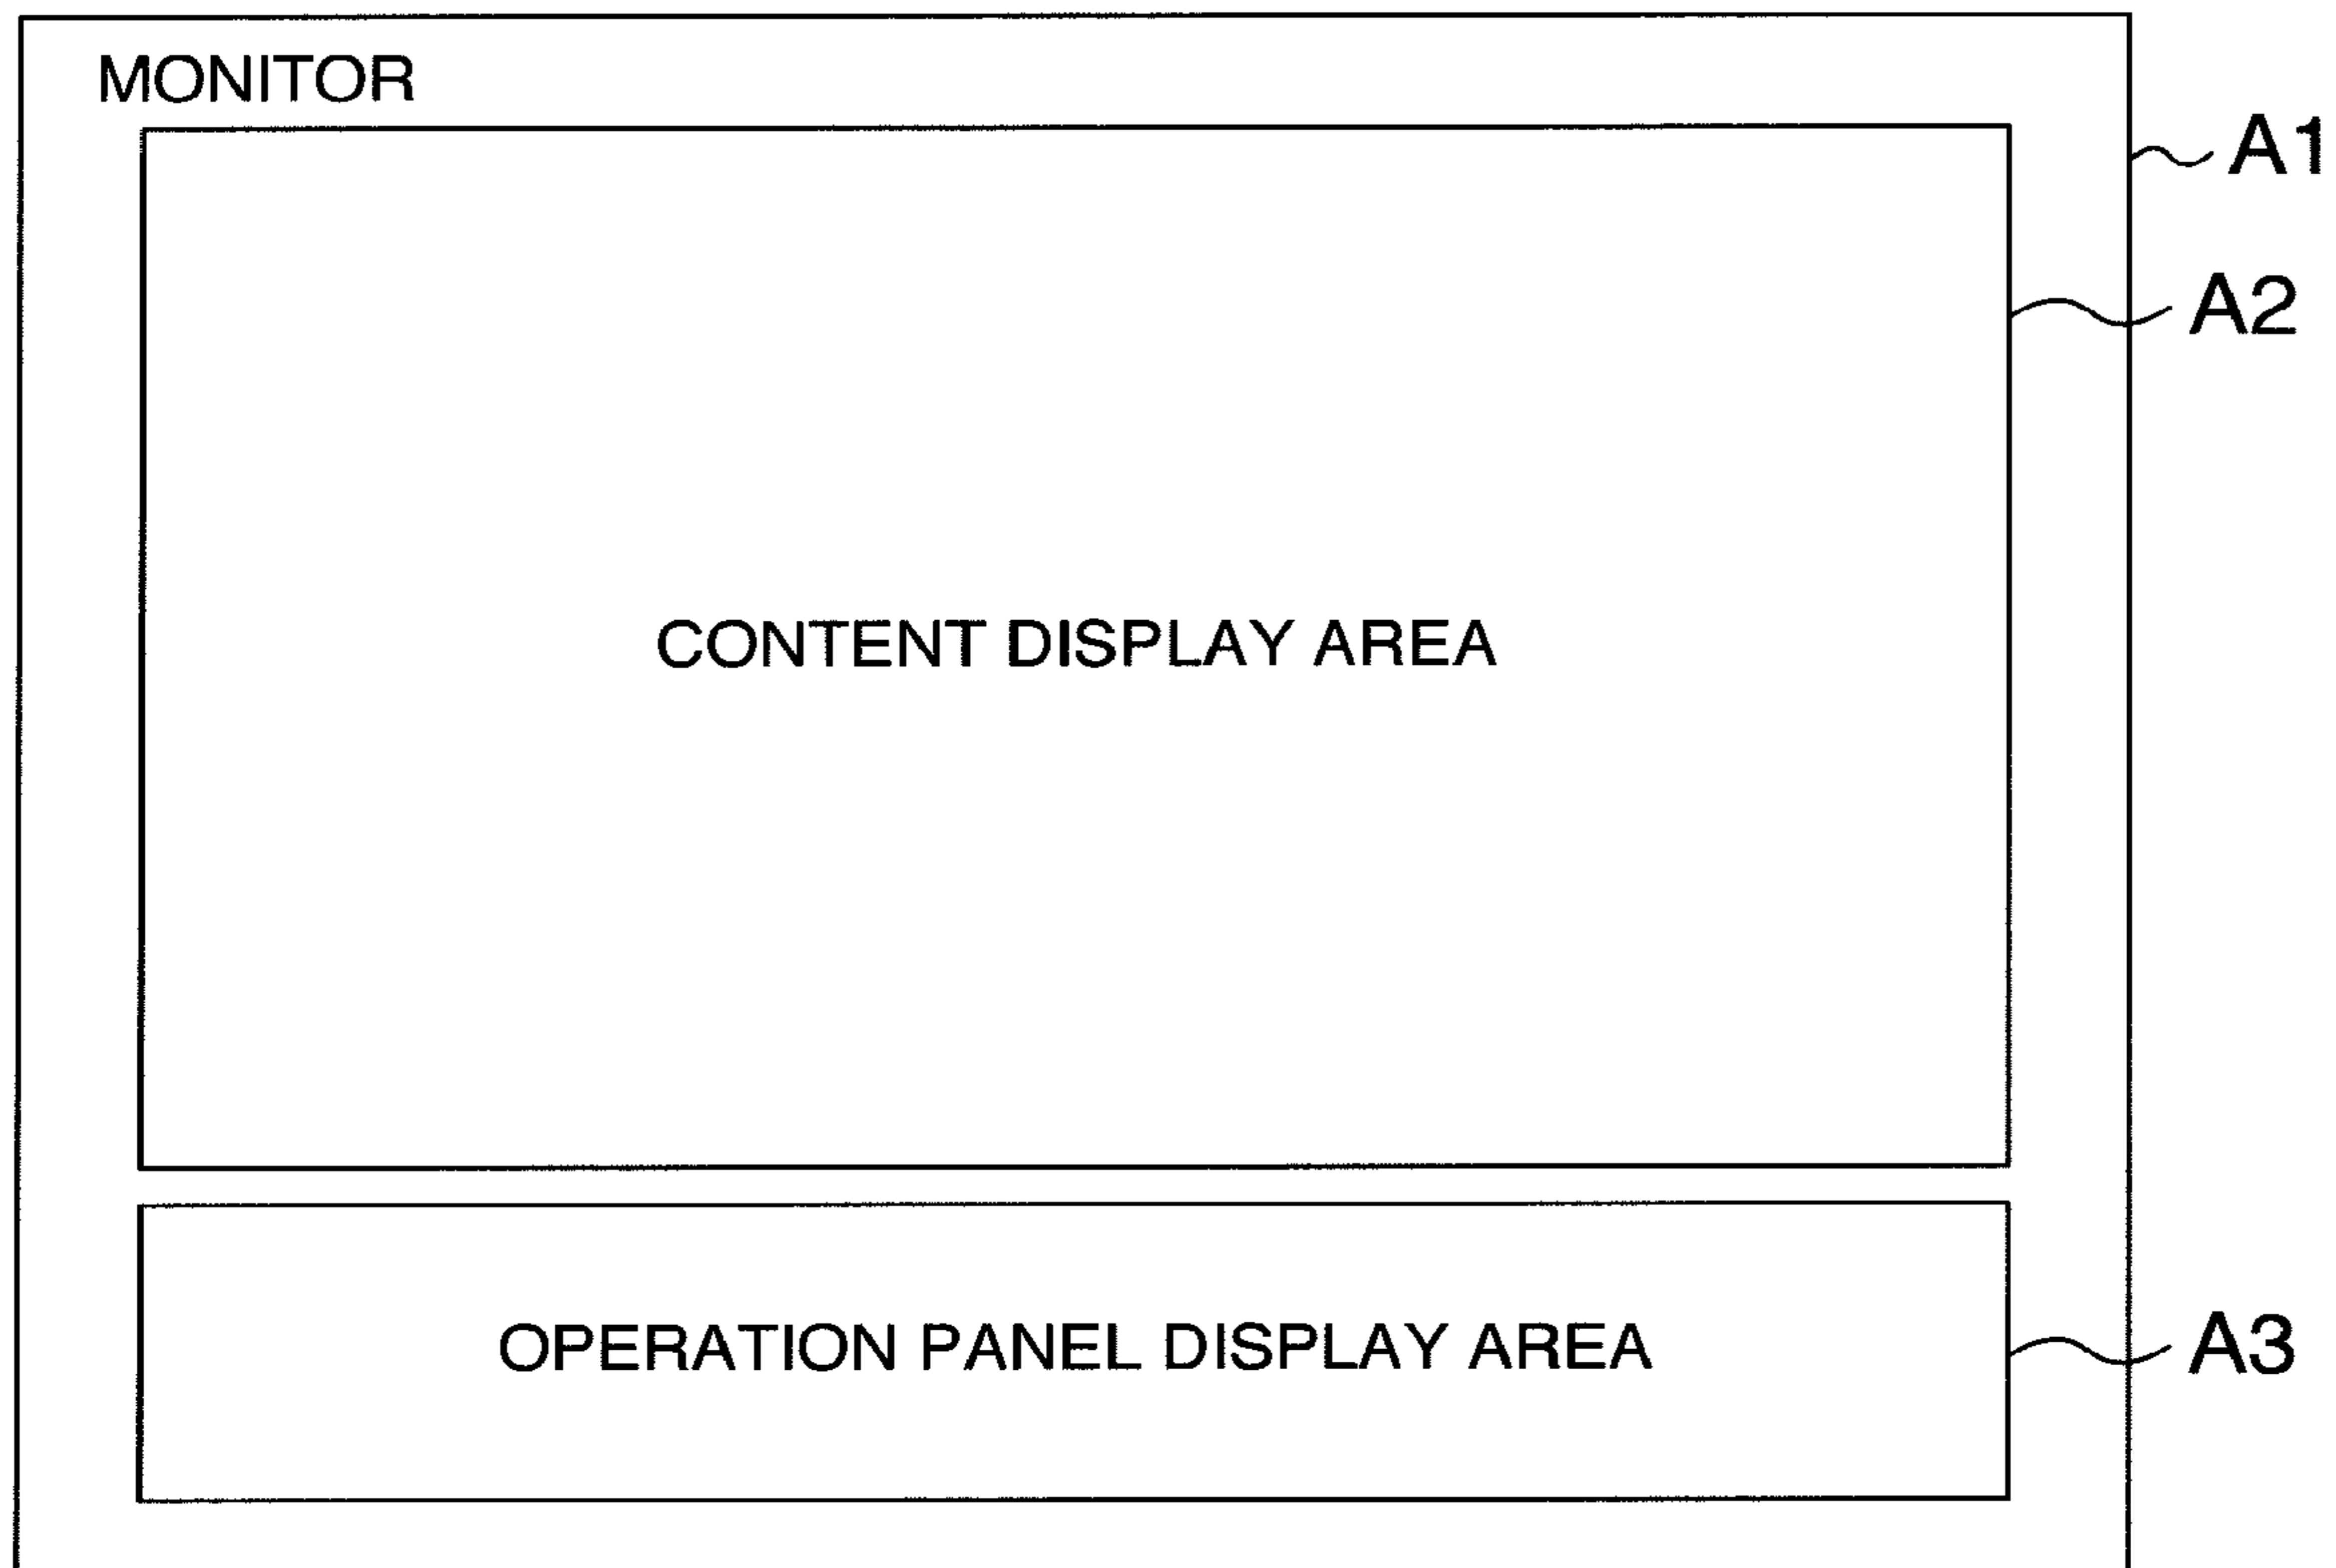 MONITOR
A1
A2
CONTENT DISPLAY AREA
OPERATION PANEL DISPLAY AREA
A3